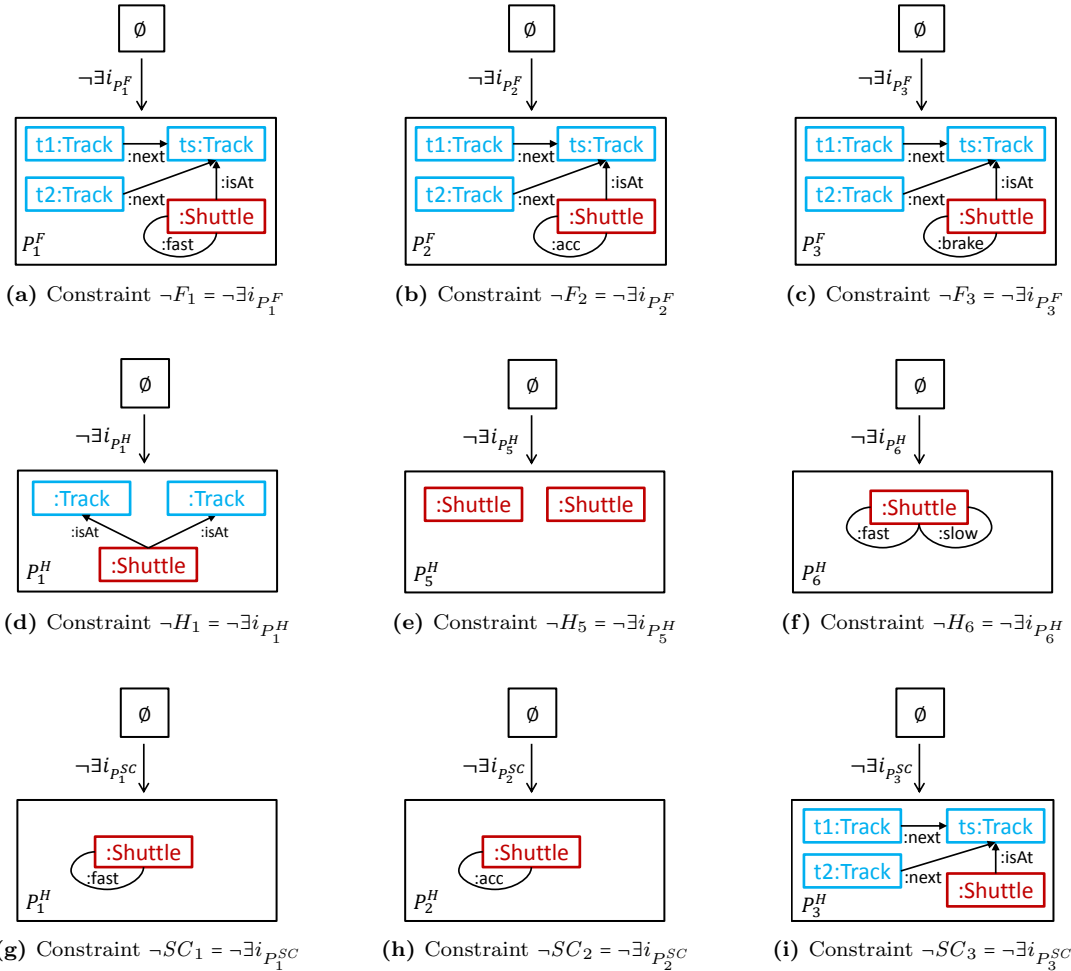 ∅ ∅ ∅
¬∃i_{P_1^F} ¬∃i_{P_2^F} ¬∃i_{P_3^F}
t1:Track ts:Track t1:Track ts:Track t1:Track ts:Track
:next :next :next
t2:Track :isAt t2:Track :isAt t2:Track :isAt
:next :next :next
:Shuttle :Shuttle :Shuttle
P_1^F :fast P_2^F :acc P_3^F :brake
(a) Constraint ¬F_1 = ¬∃i_{P_1^F} (b) Constraint ¬F_2 = ¬∃i_{P_2^F} (c) Constraint ¬F_3 = ¬∃i_{P_3^F}
∅ ∅ ∅
¬∃i_{P_1^H} ¬∃i_{P_5^H} ¬∃i_{P_6^H}
:Track :Track :Shuttle :Shuttle :Shuttle
:isAt :isAt :fast :slow
:Shuttle
P_1^H P_5^H P_6^H
(d) Constraint ¬H_1 = ¬∃i_{P_1^H} (e) Constraint ¬H_5 = ¬∃i_{P_5^H} (f) Constraint ¬H_6 = ¬∃i_{P_6^H}
∅ ∅ ∅
¬∃i_{P_1^{SC}} ¬∃i_{P_2^{SC}} ¬∃i_{P_3^{SC}}
t1:Track ts:Track
:next
:Shuttle :Shuttle t2:Track :isAt
:fast :acc :next
:Shuttle
P_1^H P_2^H P_3^H
(g) Constraint ¬SC_1 = ¬∃i_{P_1^{SC}} (h) Constraint ¬SC_2 = ¬∃i_{P_2^{SC}} (i) Constraint ¬SC_3 = ¬∃i_{P_3^{SC}}